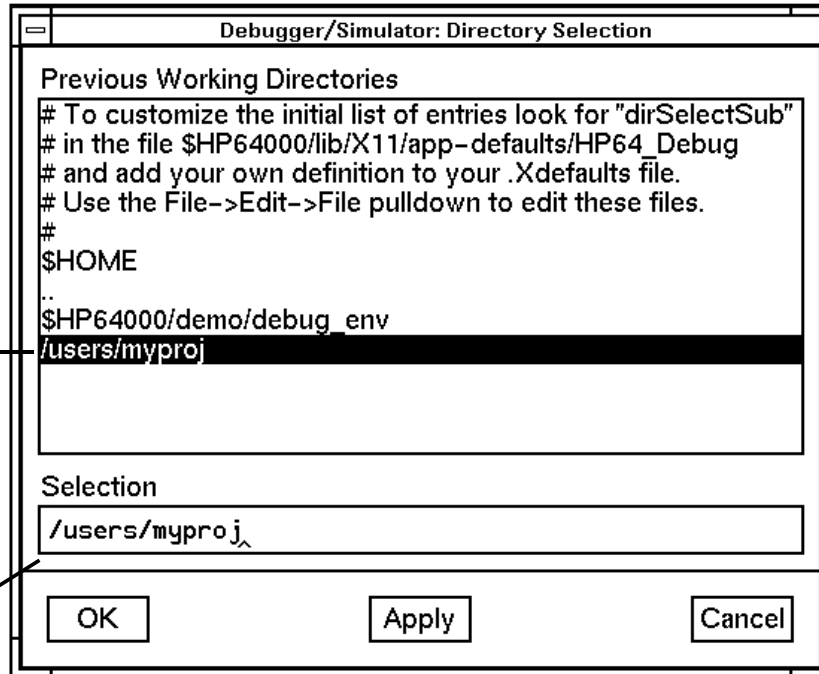 Debugger/Simulator: Directory Selection
Previous Working Directories
# To customize the initial list of entries look for "dirSelectSub"
# in the file $HP64000/lib/X11/app-defaults/HP64_Debug
# and add your own definition to your .Xdefaults file.
# Use the File->Edit->File pulldown to edit these files.
#
$HOME
..
$HP64000/demo/debug_env
/users/myproj
Selection
/users/myproj
OK Apply Cancel